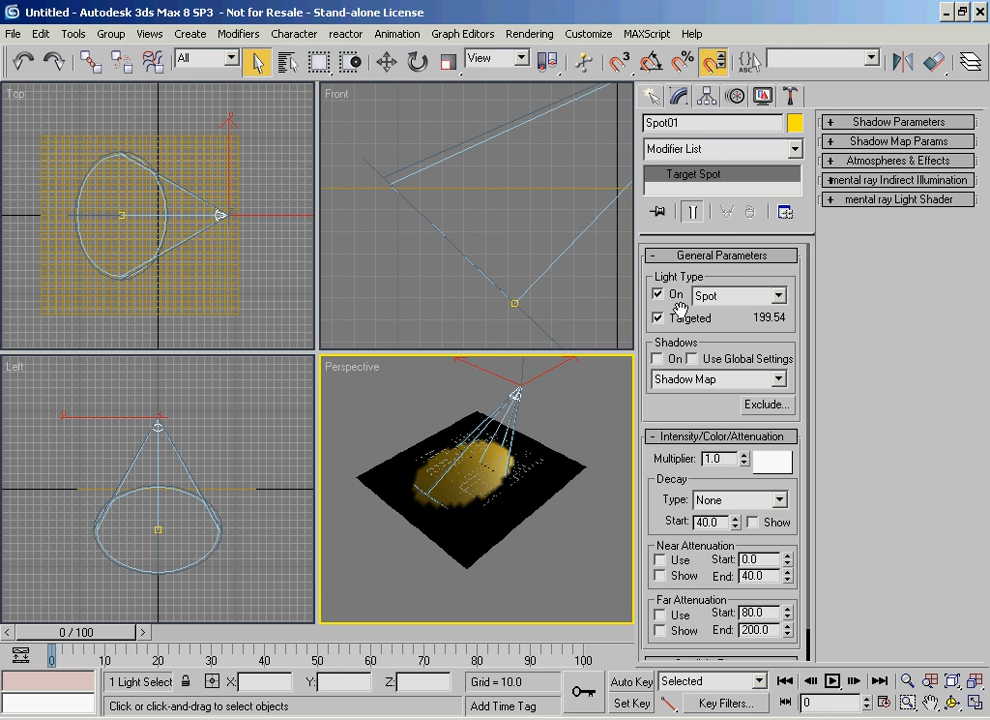 Untitled - Autodesk 3ds Max 8 SP3 - Not for Resale - Stand-alone License
File Edit Tools Group Views Create Modifiers Character reactor Animation Graph Editors Rendering Customize MAXScript Help
All View
Top
Front
Left
Perspective
Spot01
Modifier List
Target Spot
- General Parameters
Light Type
On Spot
Targeted 199.54
Shadows
On Use Global Settings
Shadow Map
Exclude...
- Intensity/Color/Attenuation
Multiplier: 1.0
Decay
Type: None
Start: 40.0 Show
Near Attenuation
Use Start: 0.0
Show End: 40.0
Far Attenuation
Use Start: 80.0
Show End: 200.0
+ Shadow Parameters
+ Shadow Map Params
+ Atmospheres & Effects
+ mental ray Indirect Illumination
+ mental ray Light Shader
< 0 / 100 >
0 10 20 30 40 50 60 70 80 90 100
1 Light Select X: Y: Z: Grid = 10.0 Auto Key Selected
Click or click-and-drag to select objects Add Time Tag Set Key Key Filters... 0